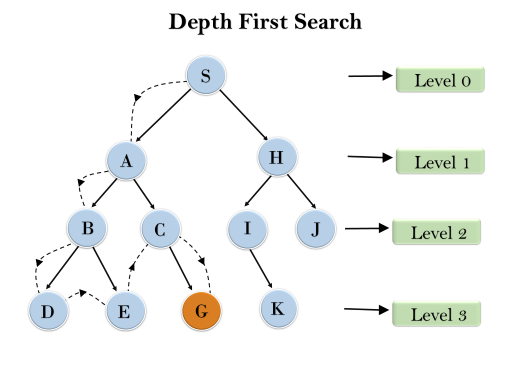 Depth First Search
S
Level 0
A
H
Level 1
B
C
I
J
Level 2
D
E
G
K
Level 3